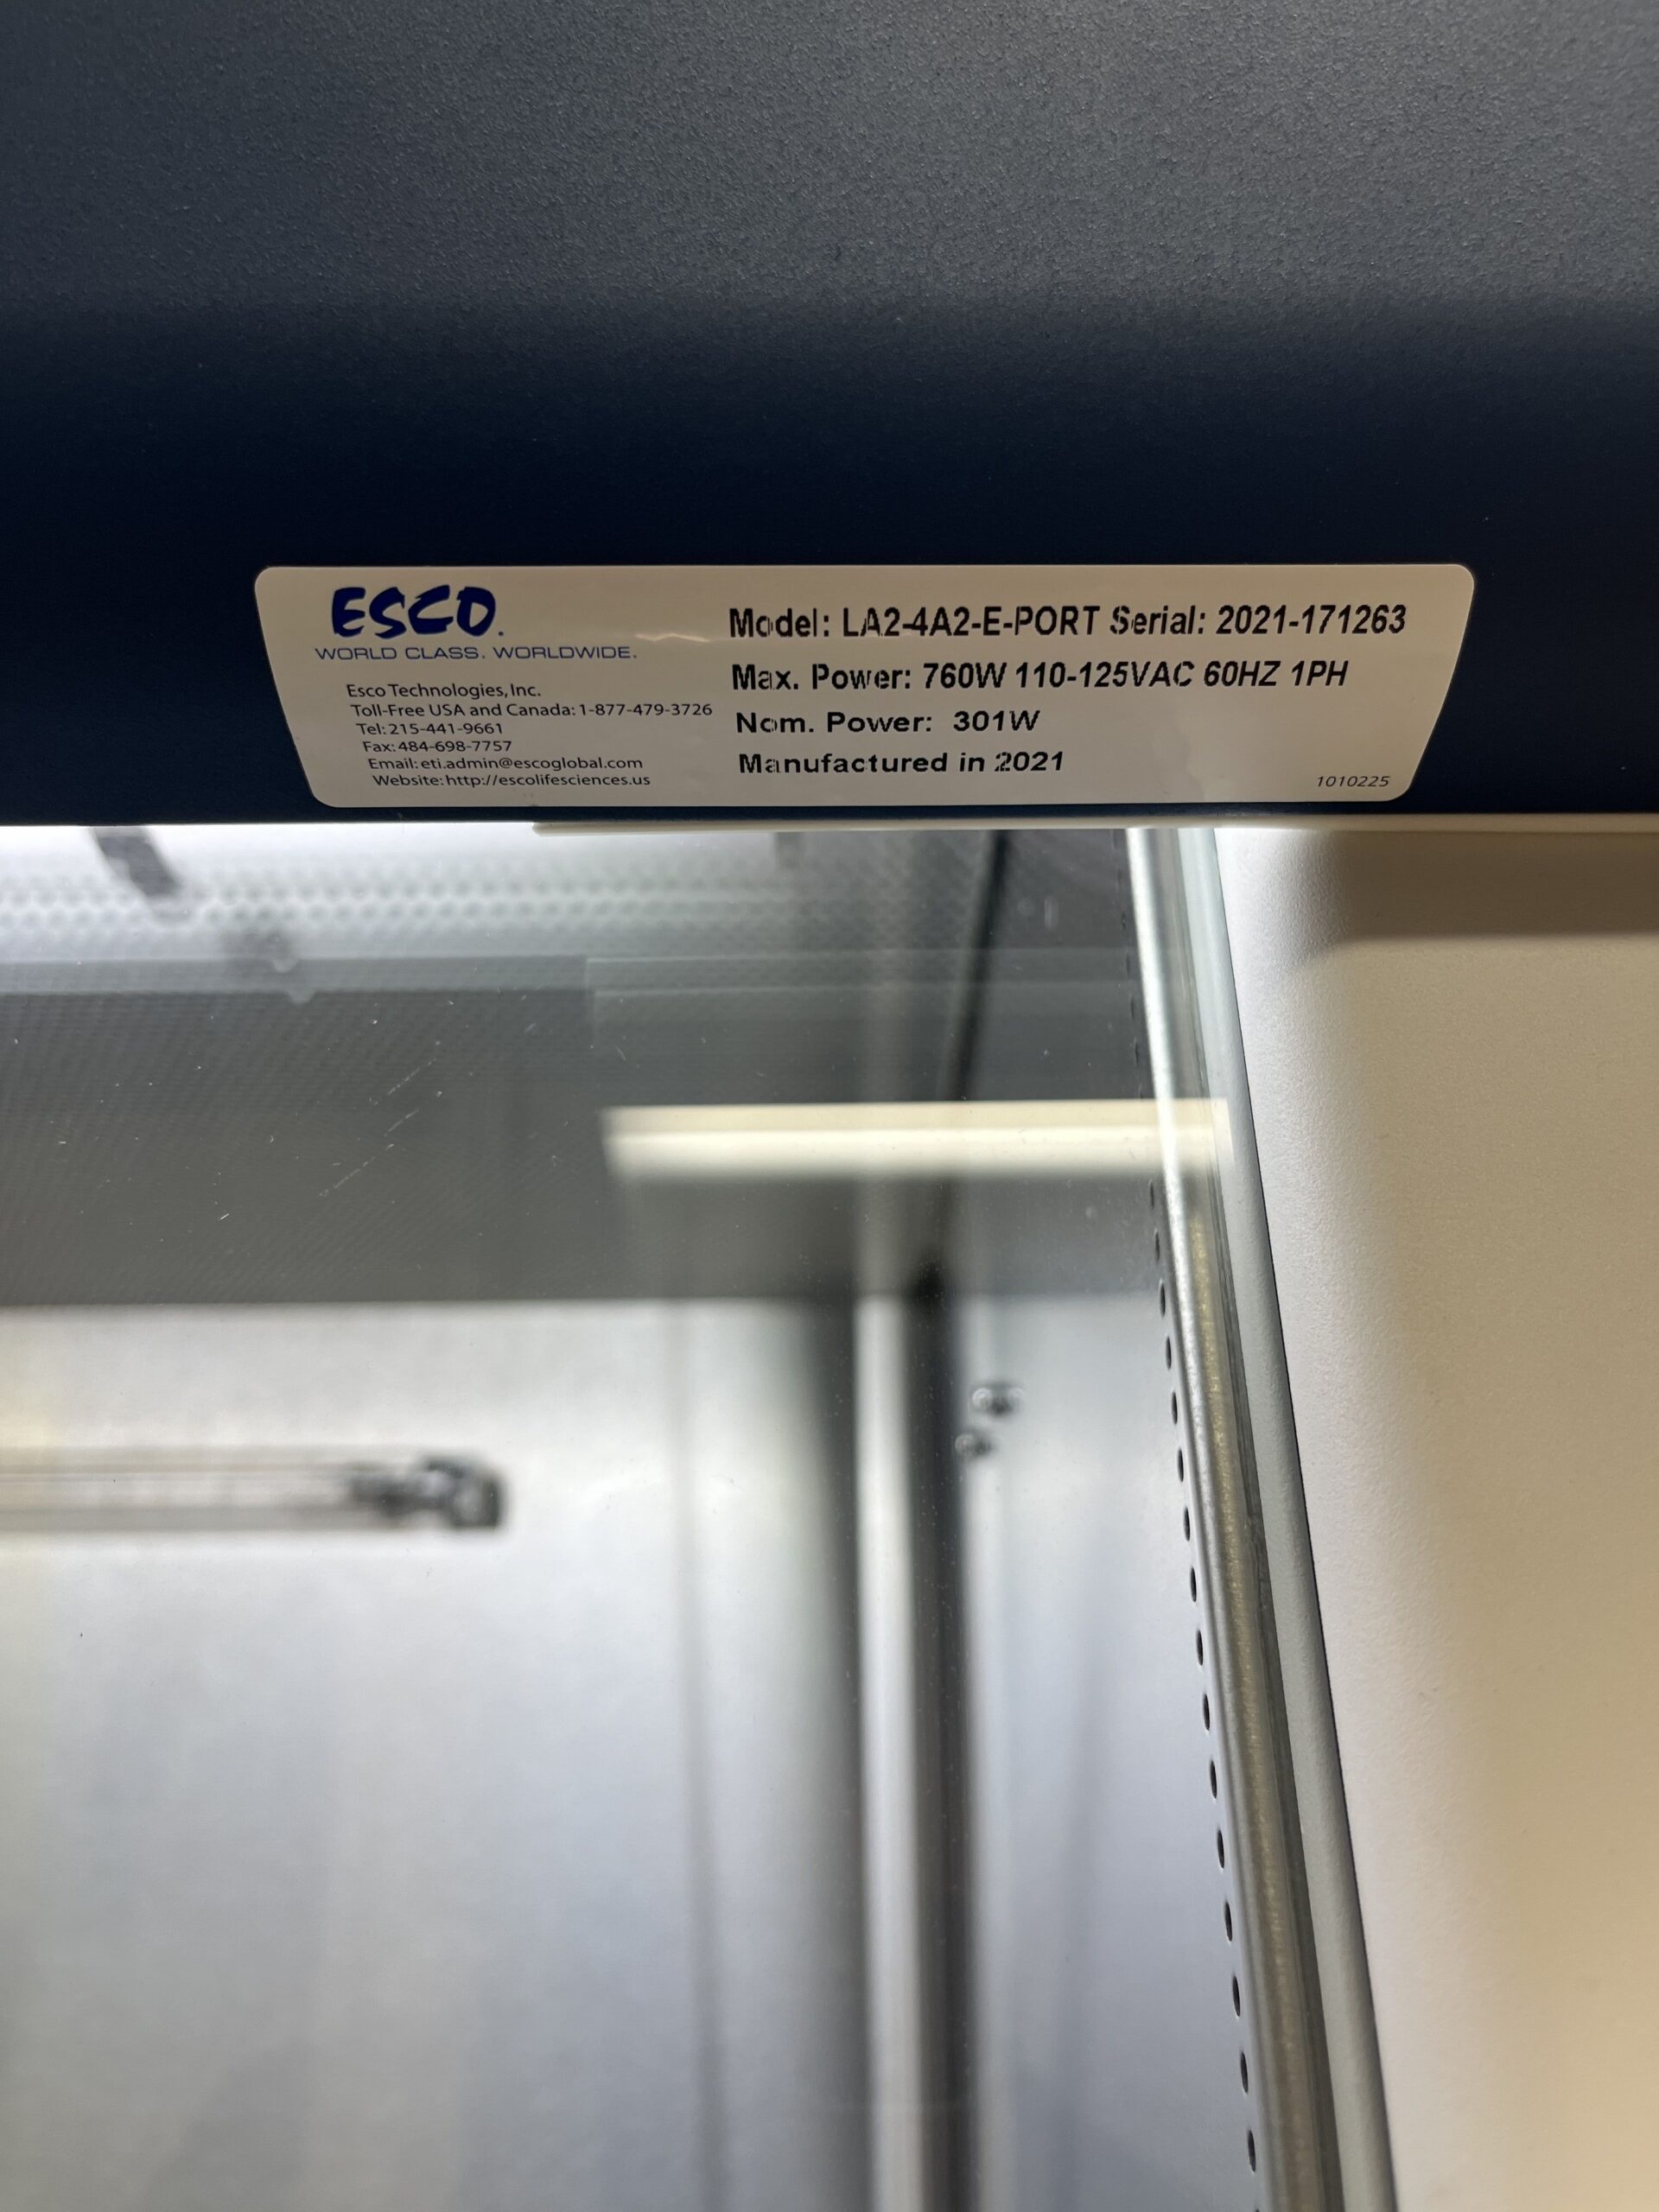 ESCO.
WORLD CLASS. WORLDWIDE.
Esco Technologies, Inc.
Toll-Free USA and Canada: 1-877-479-3726
Tel: 215-441-9661
Fax: 484-698-7757
Email: eti.admin@escoglobal.com
Website: http://escolifesciences.us
Model: LA2-4A2-E-PORT Serial: 2021-171263
Max. Power: 760W 110-125VAC 60HZ 1PH
Nom. Power: 301W
Manufactured in 2021
1010225